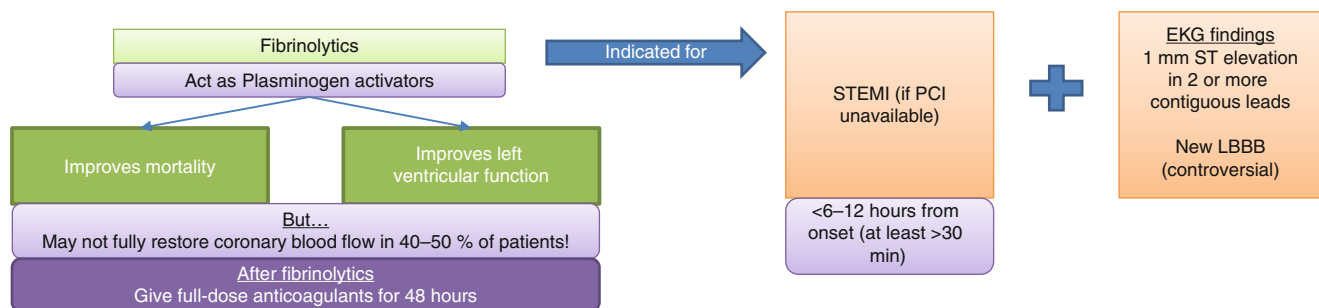 Fibrinolytics
Act as Plasminogen activators
Improves mortality
Improves left
ventricular function
But…
May not fully restore coronary blood flow in 40–50 % of patients!
After fibrinolytics
Give full-dose anticoagulants for 48 hours
Indicated for
STEMI (if PCI
unavailable)
<6–12 hours from
onset (at least >30
min)
EKG findings
1 mm ST elevation
in 2 or more
contiguous leads
New LBBB
(controversial)